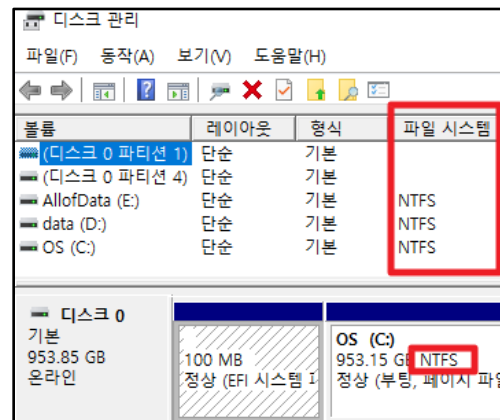 디스크 관리
파일(F) 동작(A) 보기(V) 도움말(H)
볼륨 레이아웃 형식 파일 시스템
(디스크 0 파티션 1) 단순 기본
(디스크 0 파티션 4) 단순 기본
AllofData (E:) 단순 기본 NTFS
data (D:) 단순 기본 NTFS
OS (C:) 단순 기본 NTFS
디스크 0
기본
953.85 GB
온라인
100 MB
정상 (EFI 시스템
OS (C:)
953.15 GB NTFS
정상 (부팅, 페이지